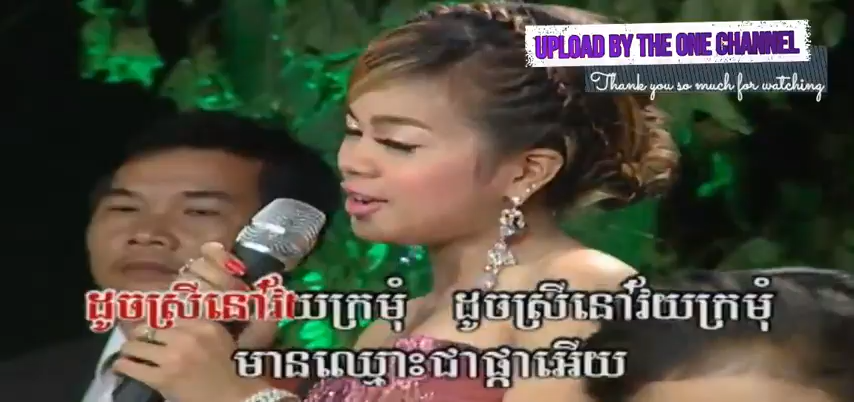 UPLOAD BY THE ONE CHANNEL
Thank you so much for watching
ដូចស្រីនៅវ័យក្រមុំ ដូចស្រីនៅវ័យក្រមុំ
មានឈ្មោះជាផ្កាអើយ